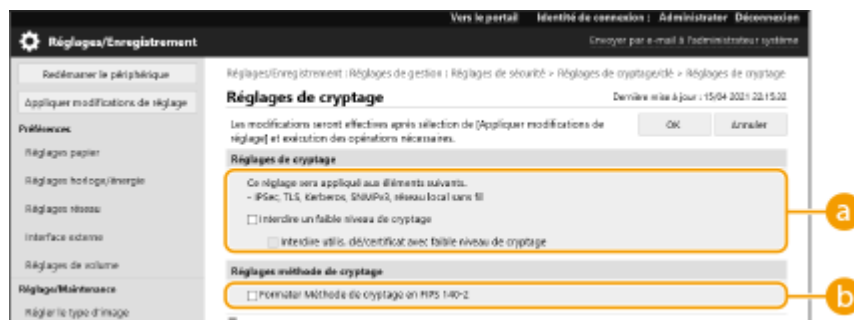 Vers le portail Identité de connexion : Administrator Déconnexion
Réglages/Enregistrement Envoyer par e-mail à l'administrateur système
Redémarrer le périphérique
Appliquer modifications de réglage
Préférences
Réglages papier
Réglages horloge/énergie
Réglages réseau
Interface externe
Réglages de volume
Réglage/Maintenance
Régler le type d'image
Réglages/Enregistrement : Réglages de gestion : Réglages de sécurité > Réglages de cryptage/clé > Réglages de cryptage
Réglages de cryptage Dernière mise à jour : 15/04 2021 22:15:32
Les modifications seront effectives après sélection de [Appliquer modifications de
réglage] et exécution des opérations nécessaires.
OK Annuler
Réglages de cryptage
Ce réglage sera appliqué aux éléments suivants.
- IPSec, TLS, Kerberos, SNMPv3, réseau local sans fil
Interdire un faible niveau de cryptage
Interdire utilis. clé/certificat avec faible niveau de cryptage
a
Réglages méthode de cryptage
Formater Méthode de cryptage en FIPS 140-2
b